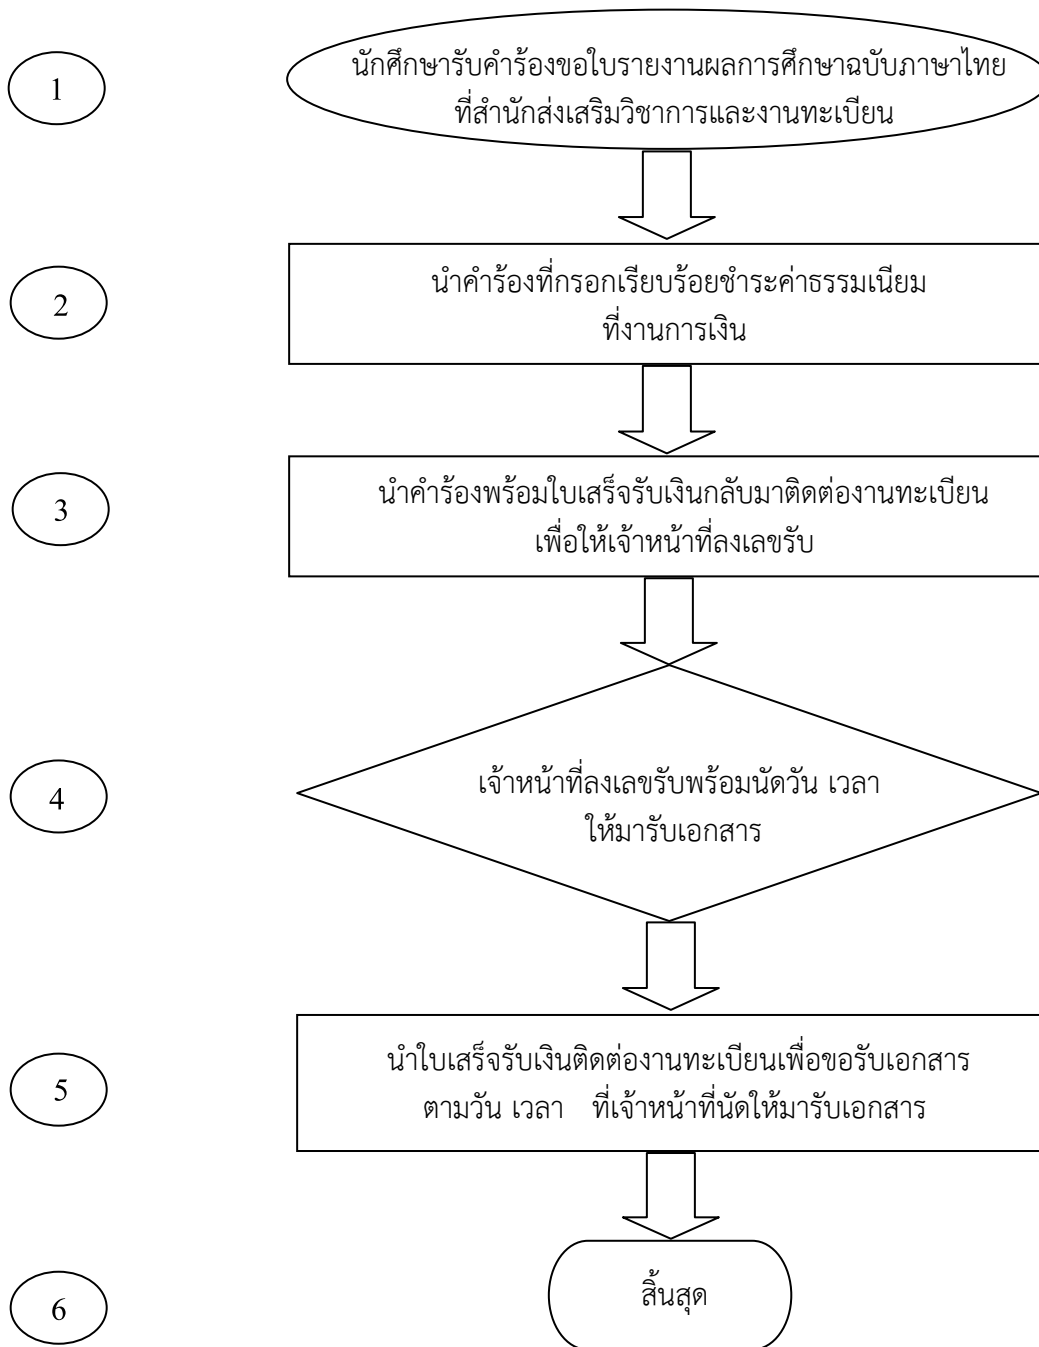 1
นักศึกษารับคำร้องขอใบรายงานผลการศึกษาฉบับภาษาไทย
ที่สำนักส่งเสริมวิชาการและงานทะเบียน
2
นำคำร้องที่กรอกเรียบร้อยชำระค่าธรรมเนียม
ที่งานการเงิน
3
นำคำร้องพร้อมใบเสร็จรับเงินกลับมาติดต่องานทะเบียน
เพื่อให้เจ้าหน้าที่ลงเลขรับ
4
เจ้าหน้าที่ลงเลขรับพร้อมนัดวัน เวลา
ให้มารับเอกสาร
5
นำใบเสร็จรับเงินติดต่องานทะเบียนเพื่อขอรับเอกสาร
ตามวัน เวลา ที่เจ้าหน้าที่นัดให้มารับเอกสาร
6
สิ้นสุด